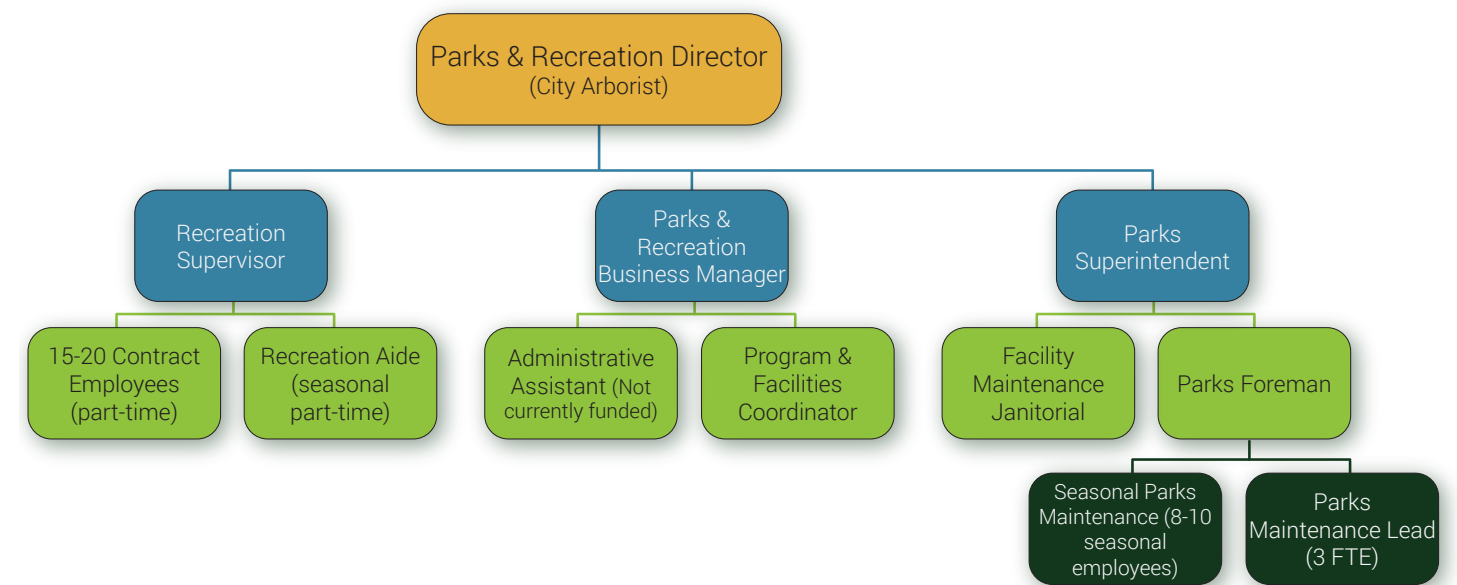 Parks & Recreation Director
(City Arborist)
Recreation
Supervisor
Parks &
Recreation
Business Manager
Parks
Superintendent
15-20 Contract
Employees
(part-time)
Recreation Aide
(seasonal
part-time)
Administrative
Assistant (Not
currently funded)
Program &
Facilities
Coordinator
Facility
Maintenance
Janitorial
Parks Foreman
Seasonal Parks
Maintenance (8-10
seasonal
employees)
Parks
Maintenance Lead
(3 FTE)